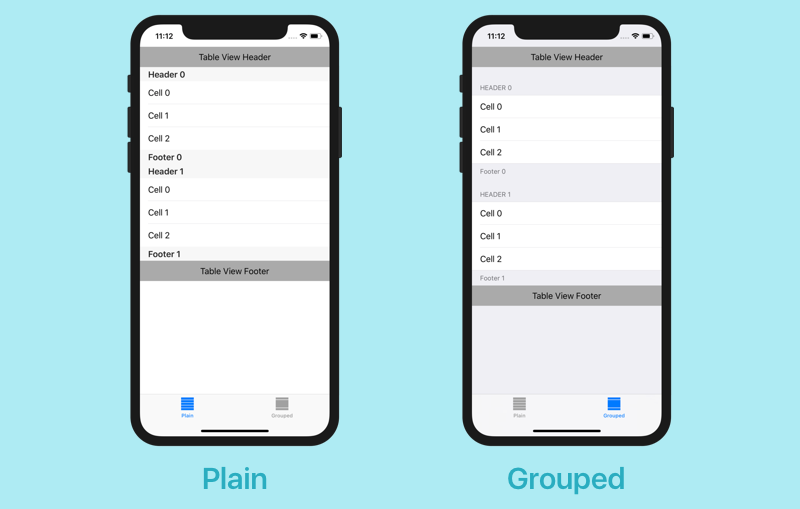 11:12
Table View Header
Header 0
Cell 0
Cell 1
Cell 2
Footer 0
Header 1
Cell 0
Cell 1
Cell 2
Footer 1
Table View Footer
Plain Grouped
Plain
11:12
Table View Header
HEADER 0
Cell 0
Cell 1
Cell 2
Footer 0
HEADER 1
Cell 0
Cell 1
Cell 2
Footer 1
Table View Footer
Plain Grouped
Grouped